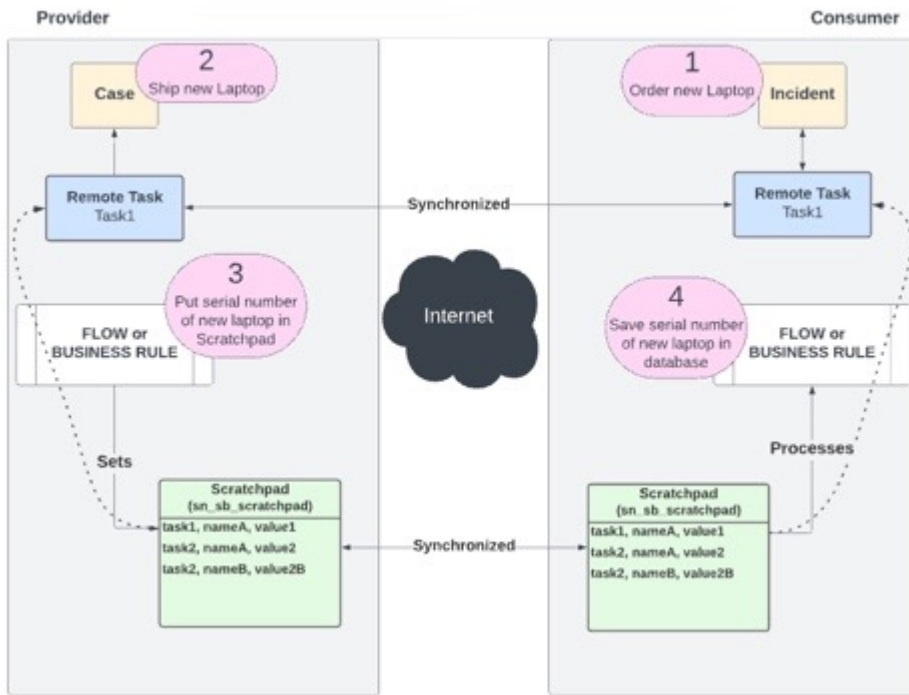 Provider
Consumer
2
Ship new Laptop
Case
1
Order new Laptop
Incident
Remote Task
Task1
Synchronized
Remote Task
Task1
3
Put serial number
of new laptop in
Scratchpad
FLOW or
BUSINESS RULE
Internet
4
Save serial number
of new laptop in
database
FLOW or
BUSINESS RULE
Sets
Processes
Scratchpad
(sn_sb_scratchpad)
task1, nameA, value1
task2, nameA, value2
task2, nameB, value2B
Synchronized
Scratchpad
(sn_sb_scratchpad)
task1, nameA, value1
task2, nameA, value2
task2, nameB, value2B